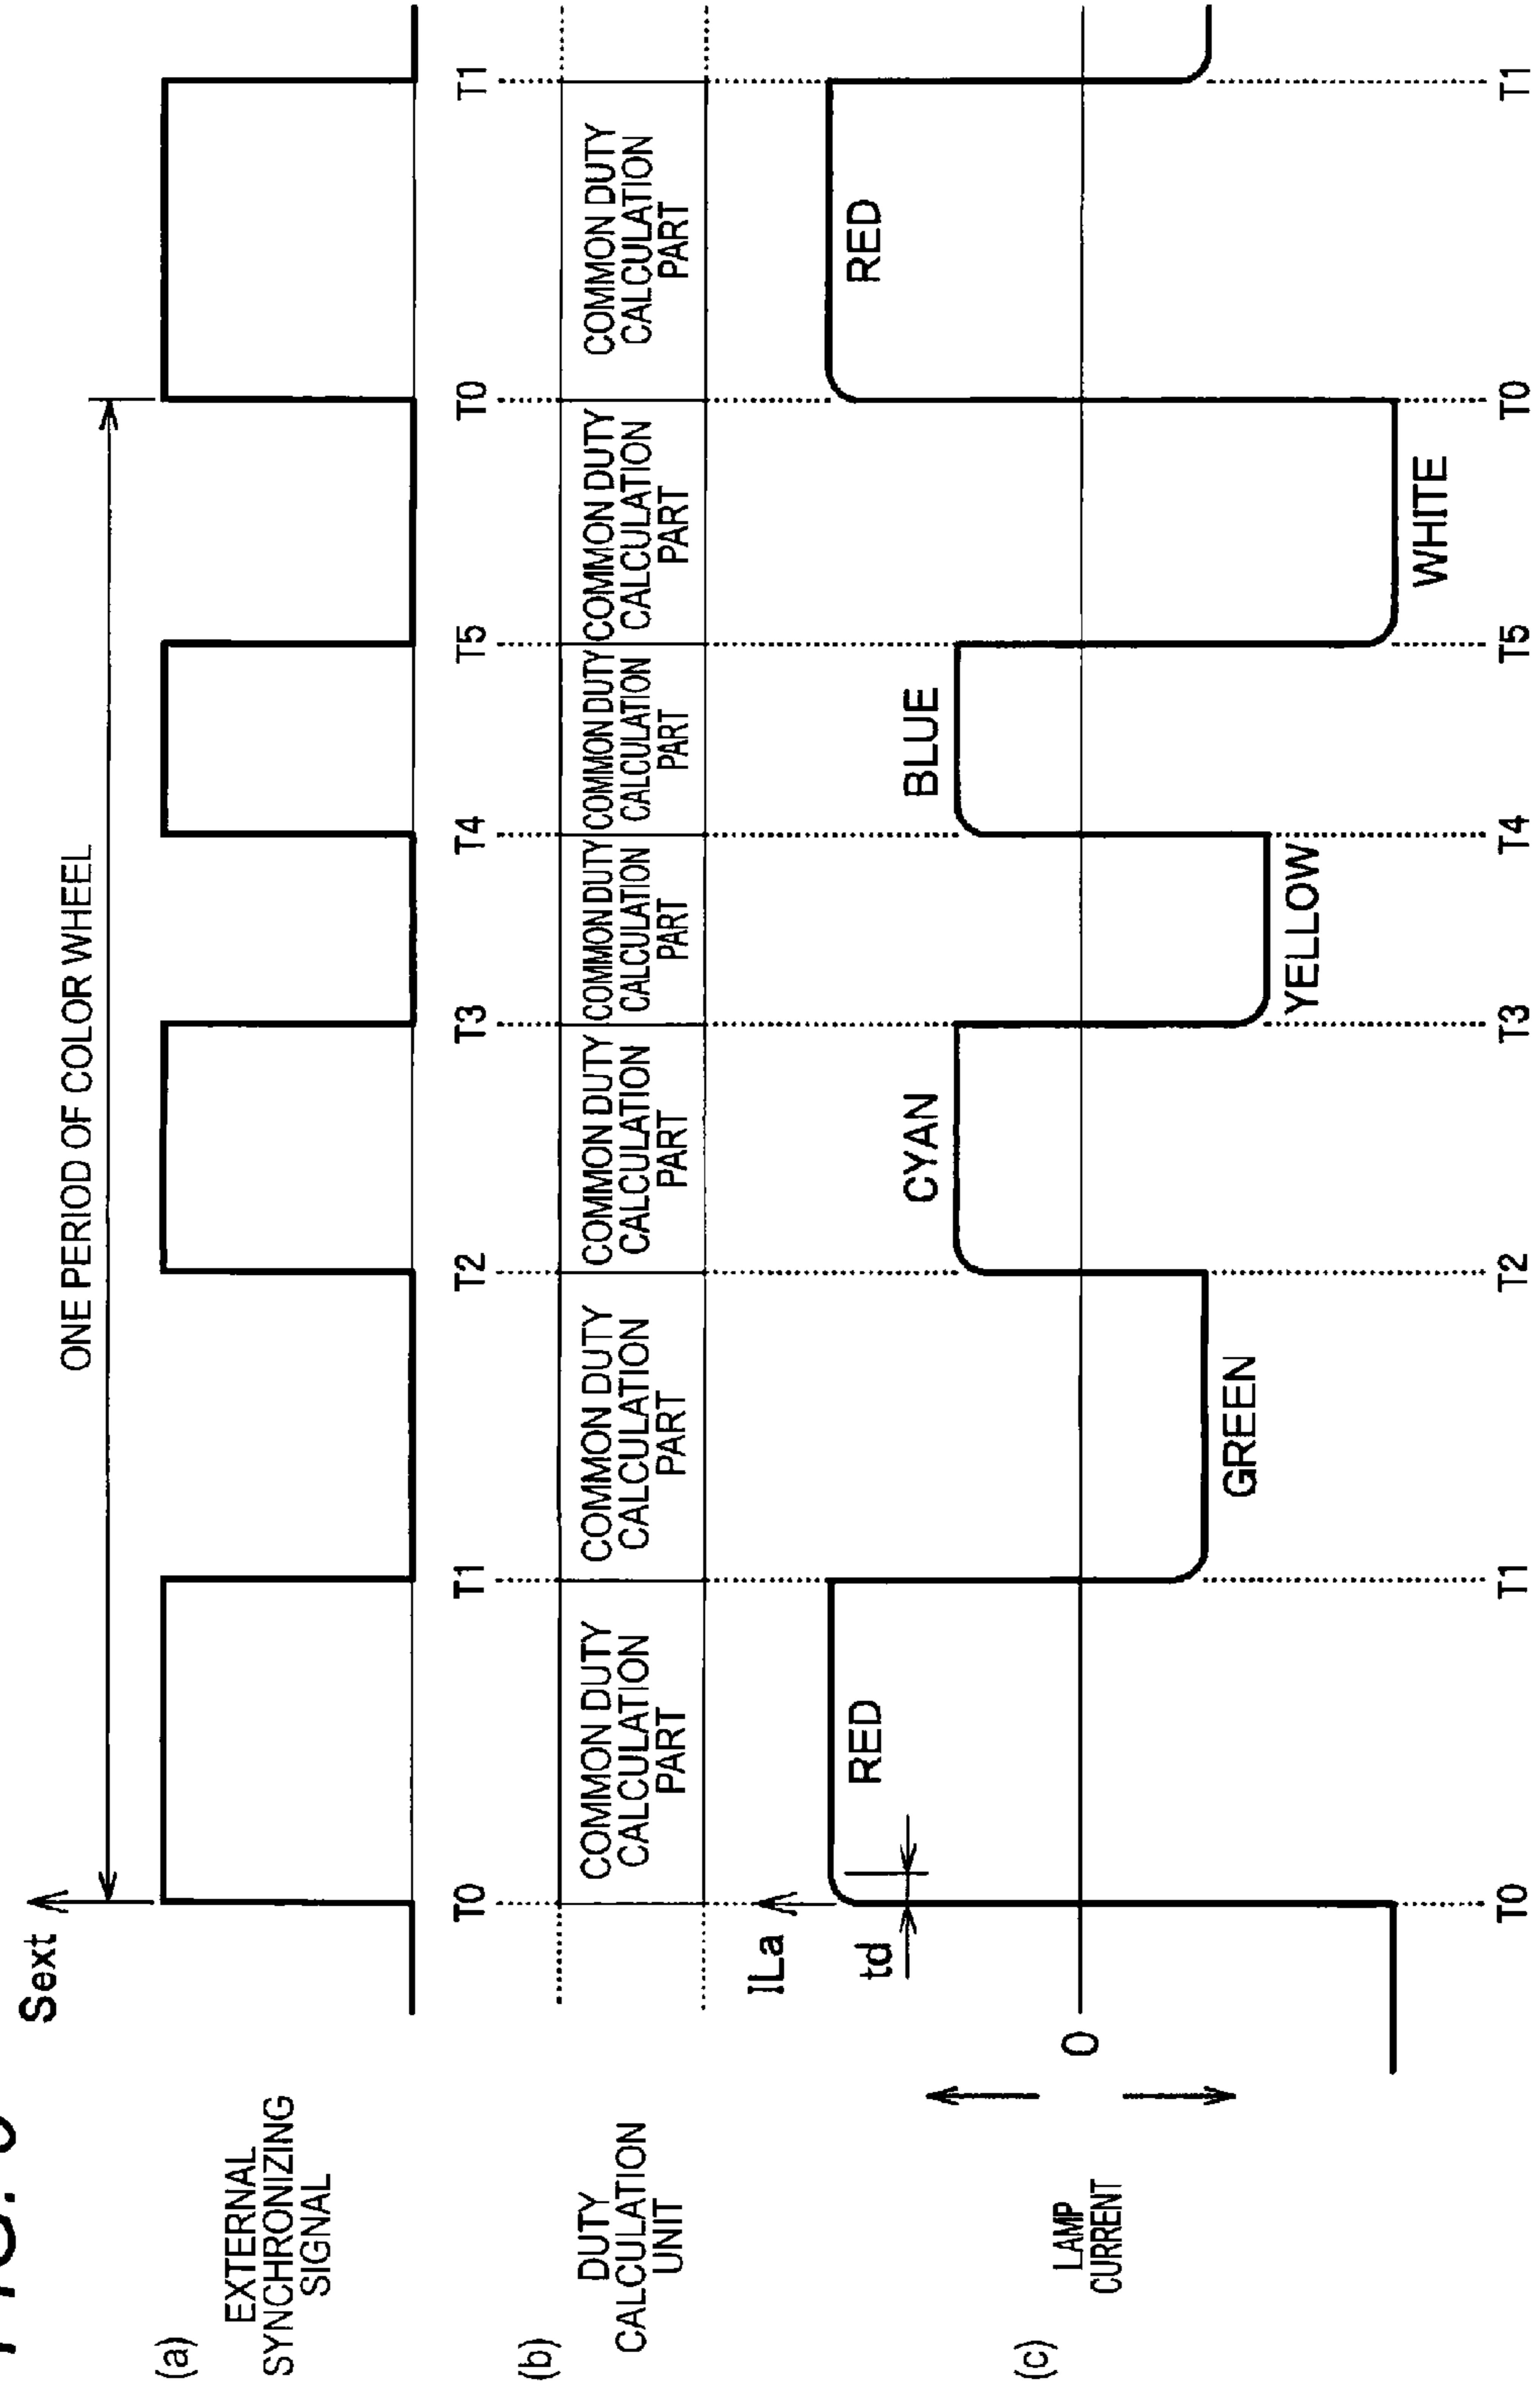 Sext
ONE PERIOD OF COLOR WHEEL
(a)
EXTERNAL
SYNCHRONIZING
SIGNAL
T0
T1
T2
T3
T4
T5
T0
T1
(b)
DUTY
CALCULATION
UNIT
COMMON DUTY
CALCULATION
PART
COMMON DUTY
CALCULATION
PART
COMMON DUTY
CALCULATION
PART
COMMON DUTY
CALCULATION
PART
COMMON DUTY
CALCULATION
PART
COMMON DUTY
CALCULATION
PART
COMMON DUTY
CALCULATION
PART
ILa
td
(c)
LAMP
CURRENT
0
RED
GREEN
CYAN
YELLOW
BLUE
WHITE
RED
T0
T1
T2
T3
T4
T5
T0
T1